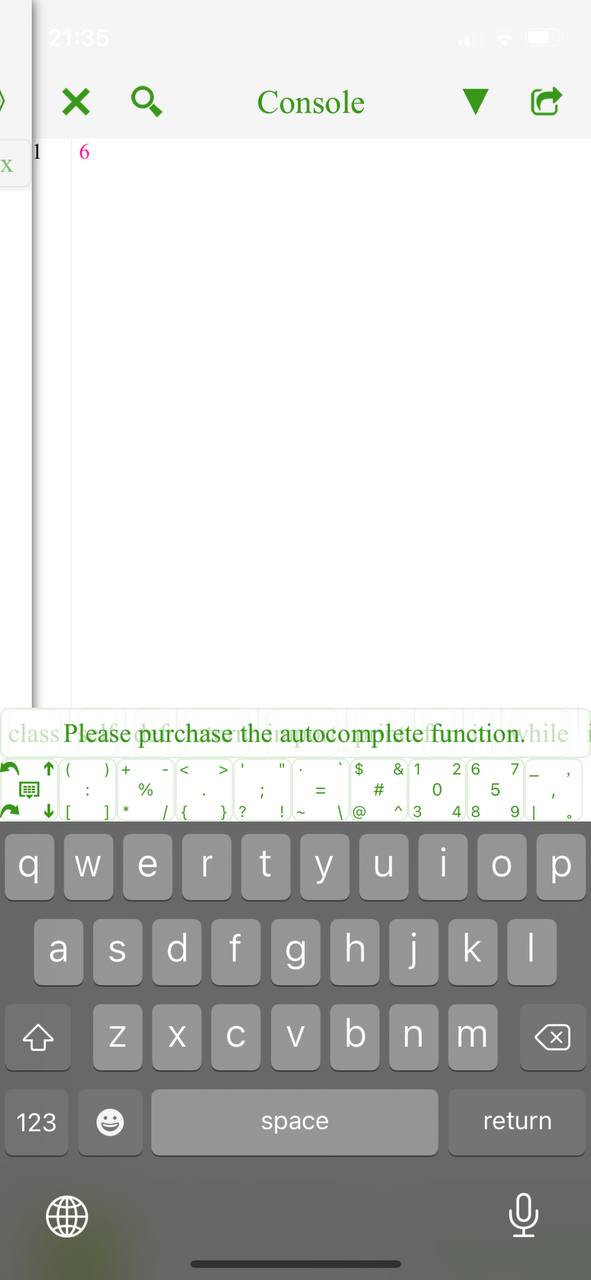 21:35
Console
x
1 6
class Please purchase the autocomplete function. while
( ) + - < > ' " · ` $ & 1 2 6 7 _ ,
: % . ; = # 0 5 ,
[ ] * / { } ? ! ~ \ @ ^ 3 4 8 9 | 。
q w e r t y u i o p
a s d f g h j k l
z x c v b n m
123 space return